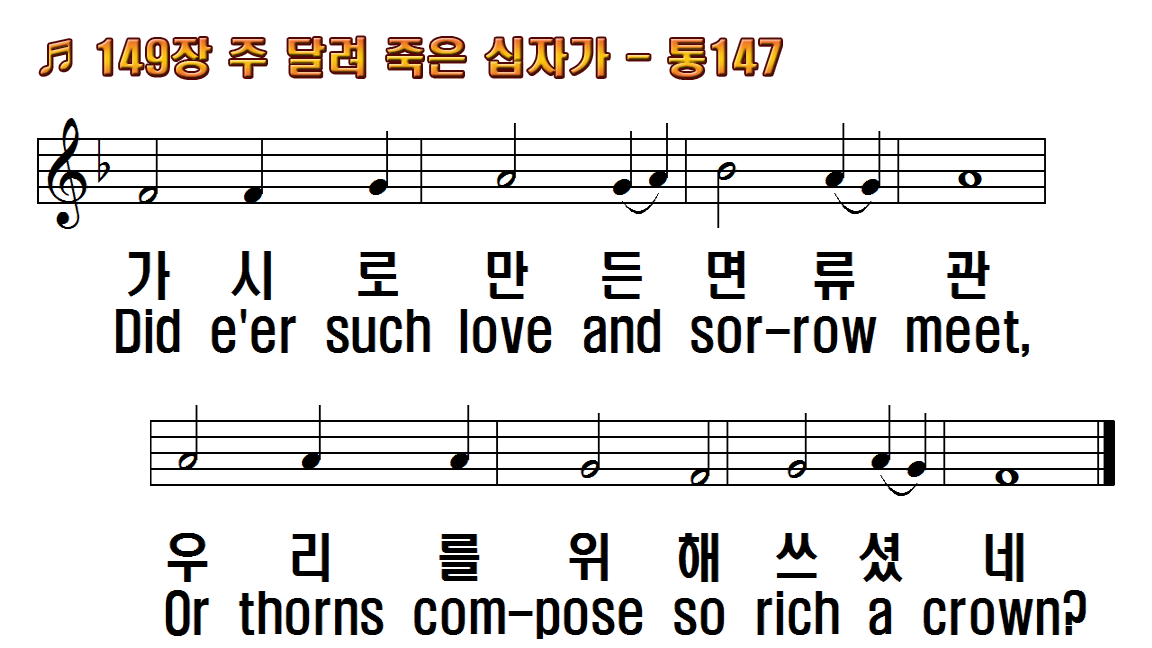 ♬ 149장 주 달려 죽은 십자가 - 통147
가 시 로 만 든 면 류 관
Did e'er such love and sor-row meet,
우 리 를 위 해 쓰 셨 네
Or thorns com-pose so rich a crown?